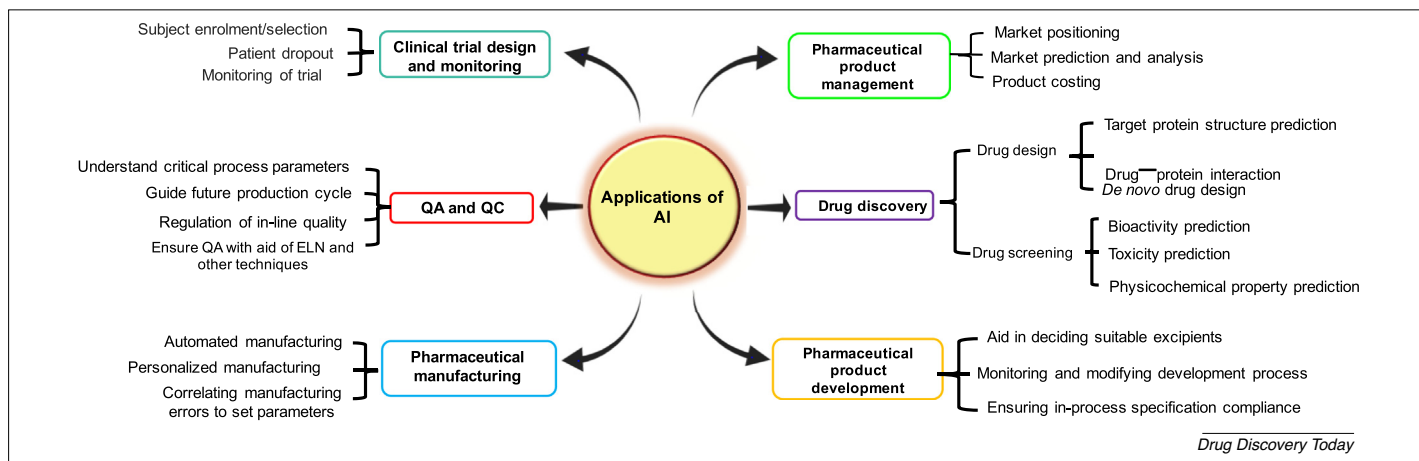 Subject enrolment/selection
Patient dropout
Monitoring of trial
Clinical trial design
and monitoring
Pharmaceutical
product
management
Market positioning
Market prediction and analysis
Product costing
Understand critical process parameters
Guide future production cycle
Regulation of in-line quality
Ensure QA with aid of ELN and
other techniques
QA and QC
Applications of
AI
Drug discovery
Drug design
Target protein structure prediction
Drug—protein interaction
De novo drug design
Drug screening
Bioactivity prediction
Toxicity prediction
Physicochemical property prediction
Automated manufacturing
Personalized manufacturing
Correlating manufacturing
errors to set parameters
Pharmaceutical
manufacturing
Pharmaceutical
product
development
Aid in deciding suitable excipients
Monitoring and modifying development process
Ensuring in-process specification compliance
Drug Discovery Today